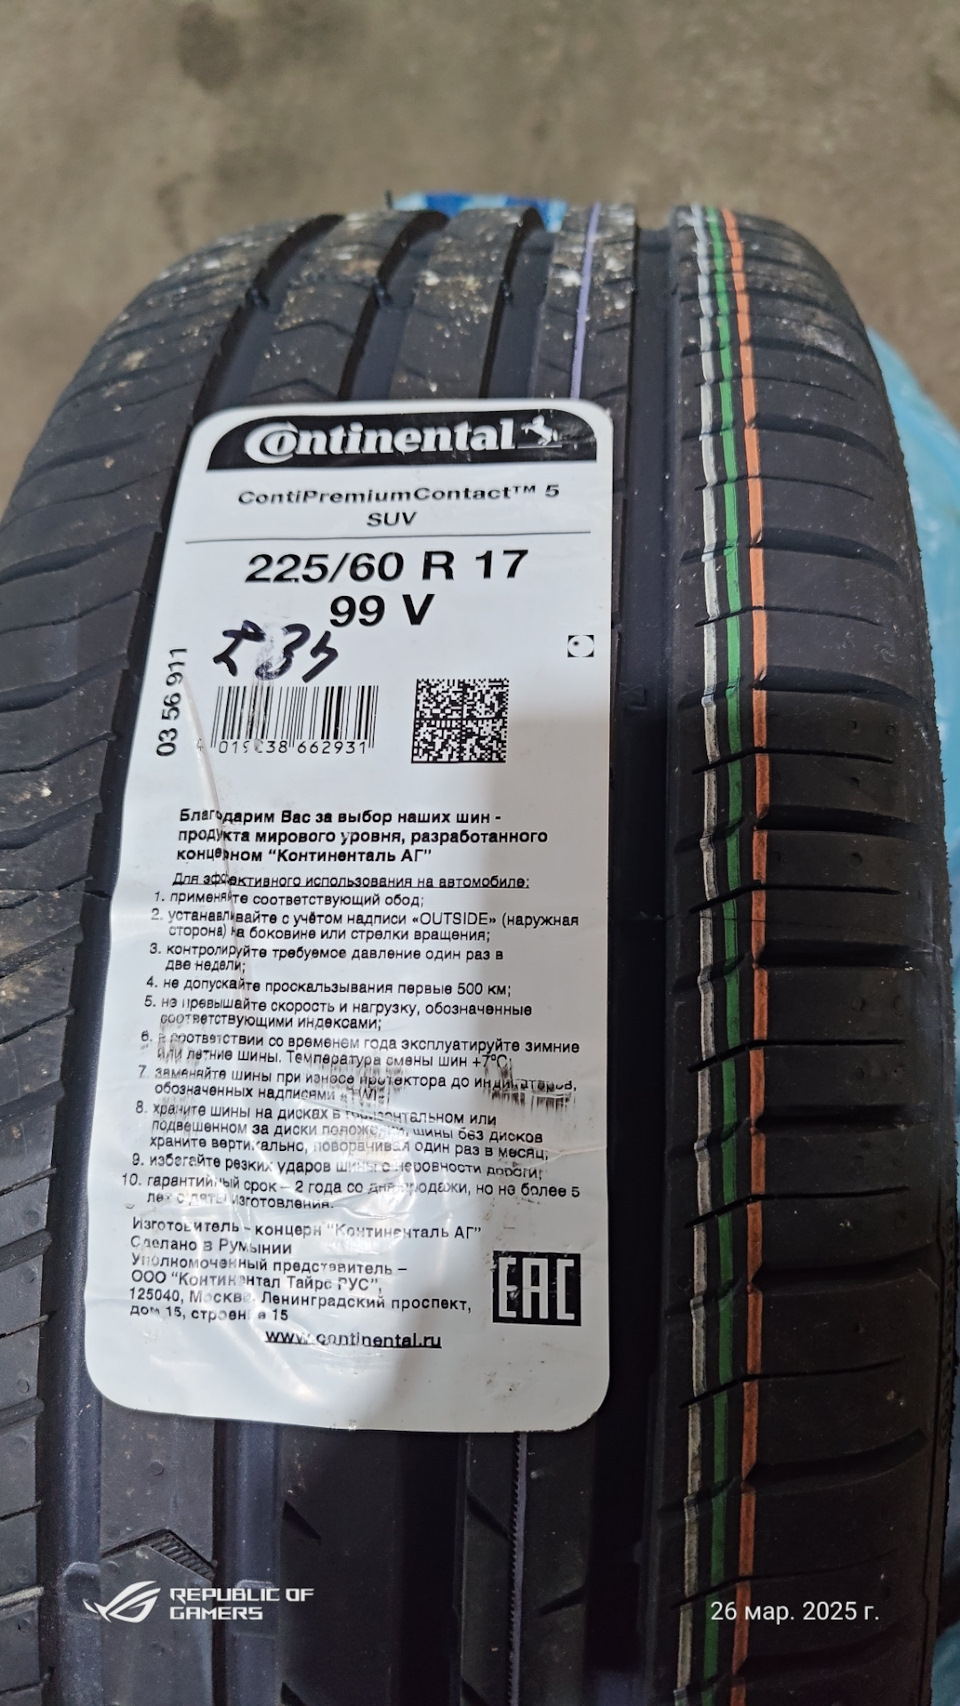 Continental
ContiPremiumContact™ 5
SUV
225/60 R 17
99 V
234
03 56 911
4 019238 662931
Благодарим Вас за выбор наших шин -
продукта мирового уровня, разработанного
концерном "Континенталь АГ"
Для эффективного использования на автомобиле:
1. применяйте соответствующий обод;
2. устанавливайте с учётом надписи «OUTSIDE» (наружная
сторона) на боковине или стрелки вращения;
3. контролируйте требуемое давление один раз в
две недели;
4. не допускайте проскальзывания первые 500 км;
5. не превышайте скорость и нагрузку, обозначенные
соответствующими индексами;
6. в соответствии со временем года эксплуатируйте зимние
или летние шины. Температура смены шин +7°C;
7. заменяйте шины при износе протектора до индикаторов,
обозначенных надписями «TWI»;
8. храните шины на дисках в горизонтальном или
подвешенном за диски положении, шины без дисков
храните вертикально, поворачивая один раз в месяц;
9. избегайте резких ударов шины о неровности дороги;
10. гарантийный срок – 2 года со дня продажи, но не более 5
лет с даты изготовления.
Изготовитель - концерн "Континенталь АГ"
Сделано в Румынии
Уполномоченный представитель –
ООО "Континентал Тайрс РУС",
125040, Москва, Ленинградский проспект,
дом 15, строение 15
EAC
www.continental.ru
REPUBLIC OF
GAMERS
26 мар. 2025 г.